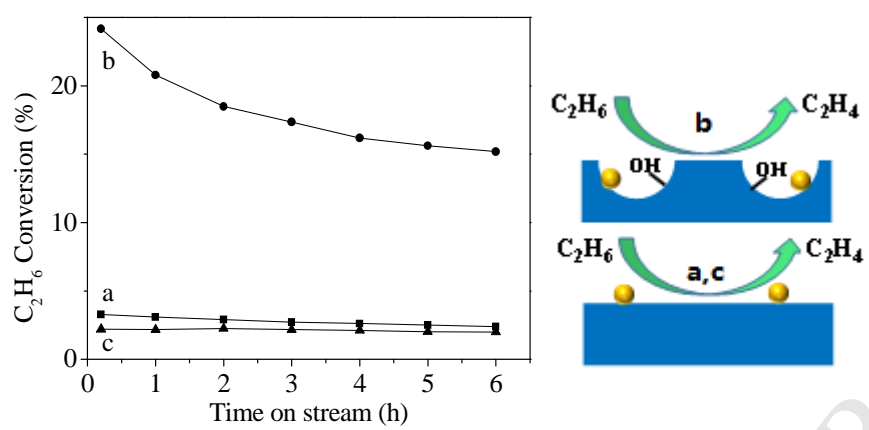 C₂H₆ Conversion (%)
20
10
0
b
a
c
0 1 2 3 4 5 6
Time on stream (h)
C₂H₆ b C₂H₄
OH OH
C₂H₆ a,c C₂H₄